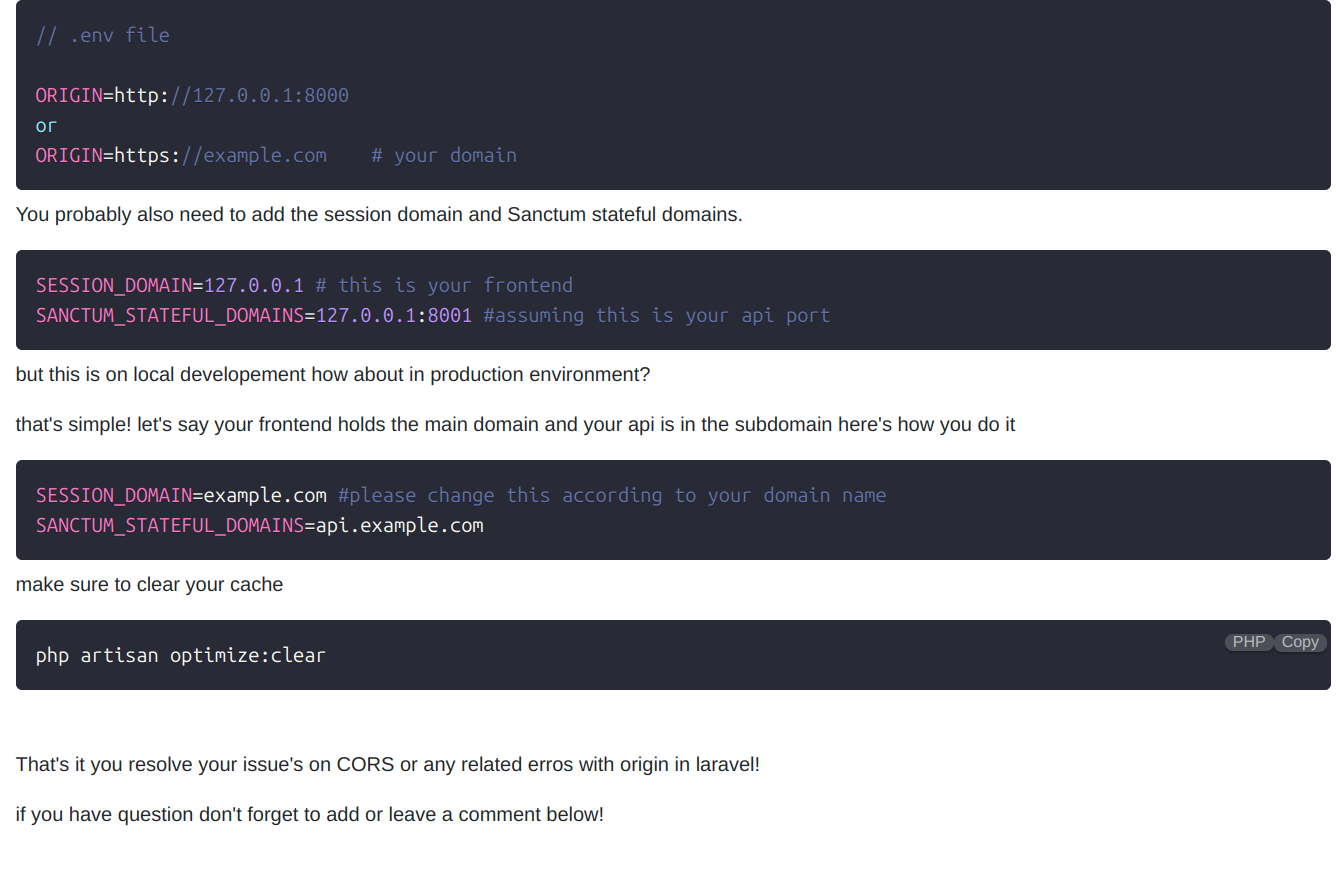 // .env file
ORIGIN=http://127.0.0.1:8000
or
ORIGIN=https://example.com    # your domain
You probably also need to add the session domain and Sanctum stateful domains.
SESSION_DOMAIN=127.0.0.1 # this is your frontend
SANCTUM_STATEFUL_DOMAINS=127.0.0.1:8001 #assuming this is your api port
but this is on local developement how about in production environment?
that's simple! let's say your frontend holds the main domain and your api is in the subdomain here's how you do it
SESSION_DOMAIN=example.com #please change this according to your domain name
SANCTUM_STATEFUL_DOMAINS=api.example.com
make sure to clear your cache
PHP Copy
php artisan optimize:clear
That's it you resolve your issue's on CORS or any related erros with origin in laravel!
if you have question don't forget to add or leave a comment below!